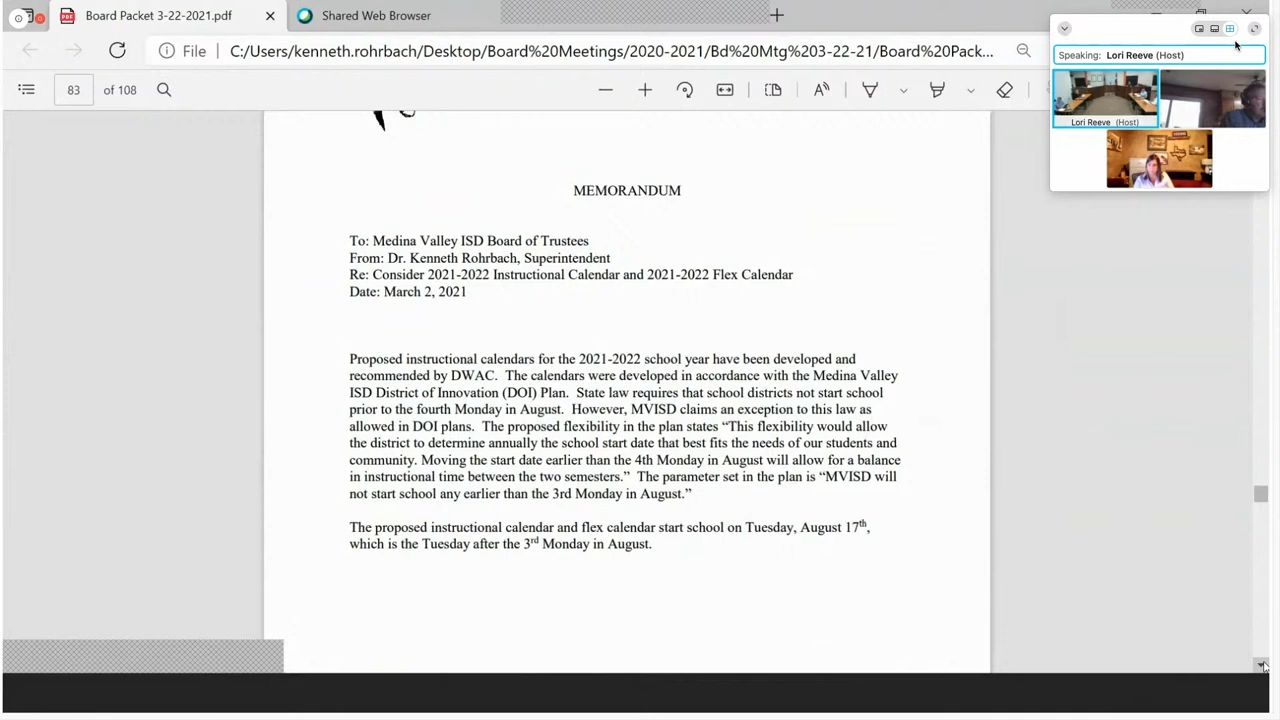 Board Packet 3-22-2021.pdf
Shared Web Browser
File
C:/Users/kenneth.rohrbach/Desktop/Board%20Meetings/2020-2021/Bd%20Mtg%203-22-21/Board%20Pack...
83 of 108
Speaking: Lori Reeve (Host)
Lori Reeve (Host)
MEMORANDUM
To: Medina Valley ISD Board of Trustees
From: Dr. Kenneth Rohrbach, Superintendent
Re: Consider 2021-2022 Instructional Calendar and 2021-2022 Flex Calendar
Date: March 2, 2021
Proposed instructional calendars for the 2021-2022 school year have been developed and
recommended by DWAC. The calendars were developed in accordance with the Medina Valley
ISD District of Innovation (DOI) Plan. State law requires that school districts not start school
prior to the fourth Monday in August. However, MVISD claims an exception to this law as
allowed in DOI plans. The proposed flexibility in the plan states “This flexibility would allow
the district to determine annually the school start date that best fits the needs of our students and
community. Moving the start date earlier than the 4th Monday in August will allow for a balance
in instructional time between the two semesters.” The parameter set in the plan is “MVISD will
not start school any earlier than the 3rd Monday in August.”
The proposed instructional calendar and flex calendar start school on Tuesday, August 17th,
which is the Tuesday after the 3rd Monday in August.